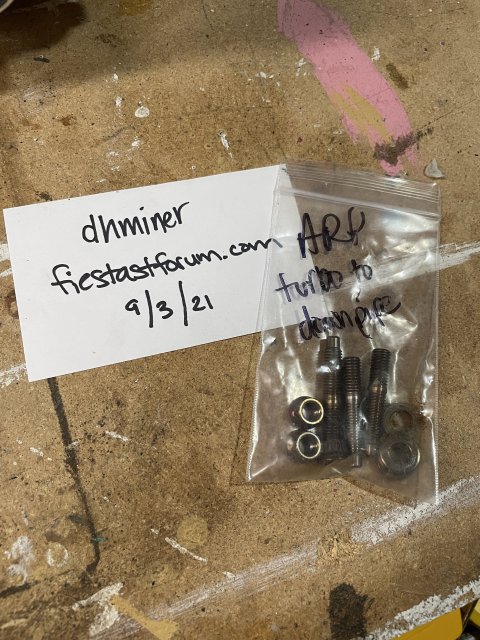 dhminer
fiestastforum.com
9/3/21
ARP
turbo to
downpipe